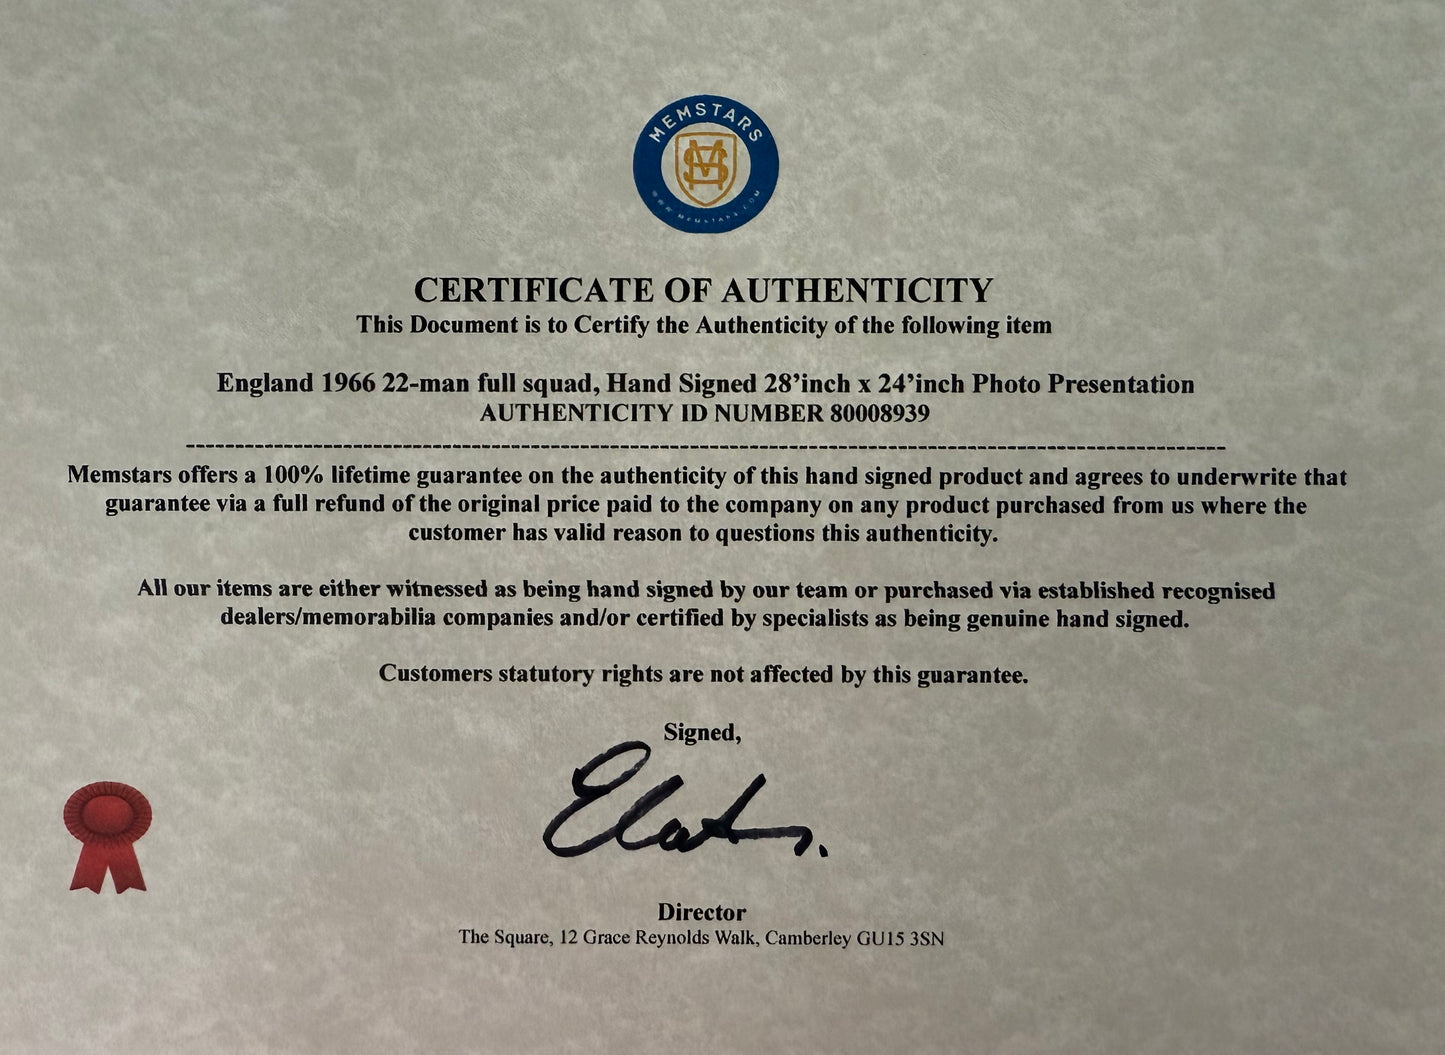 MEMSTARS
MS
WWW.MEMSTARS.COM
CERTIFICATE OF AUTHENTICITY
This Document is to Certify the Authenticity of the following item
England 1966 22-man full squad, Hand Signed 28’inch x 24’inch Photo Presentation
AUTHENTICITY ID NUMBER 80008939
Memstars offers a 100% lifetime guarantee on the authenticity of this hand signed product and agrees to underwrite that
guarantee via a full refund of the original price paid to the company on any product purchased from us where the
customer has valid reason to questions this authenticity.
All our items are either witnessed as being hand signed by our team or purchased via established recognised
dealers/memorabilia companies and/or certified by specialists as being genuine hand signed.
Customers statutory rights are not affected by this guarantee.
Signed,
Director
The Square, 12 Grace Reynolds Walk, Camberley GU15 3SN